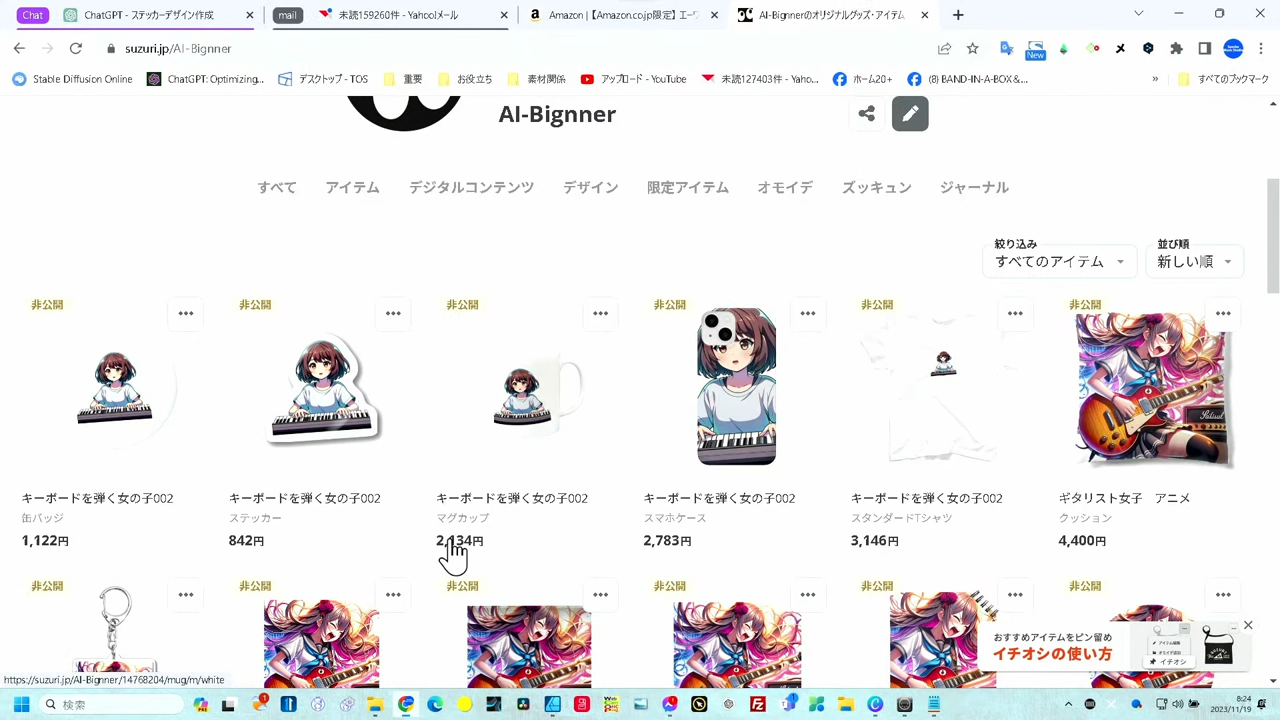 Chat
ChatGPT - ステッカーデザイン作成
mail
未読159260件 - Yahoo!メール
Amazon |【Amazon.co.jp限定】エーワ
AI-Bignnerのオリジナルグッズ・アイテム
suzuri.jp/AI-Bignner
New
Stable Diffusion Online
ChatGPT: Optimizing...
デスクトップ - TOS
重要
お役立ち
素材関係
アップロード - YouTube
未読127403件 - Yaho...
ホーム20+
(8) BAND-IN-A-BOX &...
»
すべてのブックマーク
AI-Bignner
すべて アイテム デジタルコンテンツ デザイン 限定アイテム オモイデ ズッキュン ジャーナル
絞り込み
すべてのアイテム
並び順
新しい順
非公開 非公開 非公開 非公開 非公開 非公開
キーボードを弾く女の子002
缶バッジ
1,122円
キーボードを弾く女の子002
ステッカー
842円
キーボードを弾く女の子002
マグカップ
2,134円
キーボードを弾く女の子002
スマホケース
2,783円
キーボードを弾く女の子002
スタンダードTシャツ
3,146円
ギタリスト女子　アニメ
クッション
4,400円
非公開 非公開 非公開 非公開 非公開 非公開
おすすめアイテムをピン留め
イチオシの使い方
イチオシ
https://suzuri.jp/AI-Bignner/14768204/mug/m/white
検索
8:24
2023/11/19